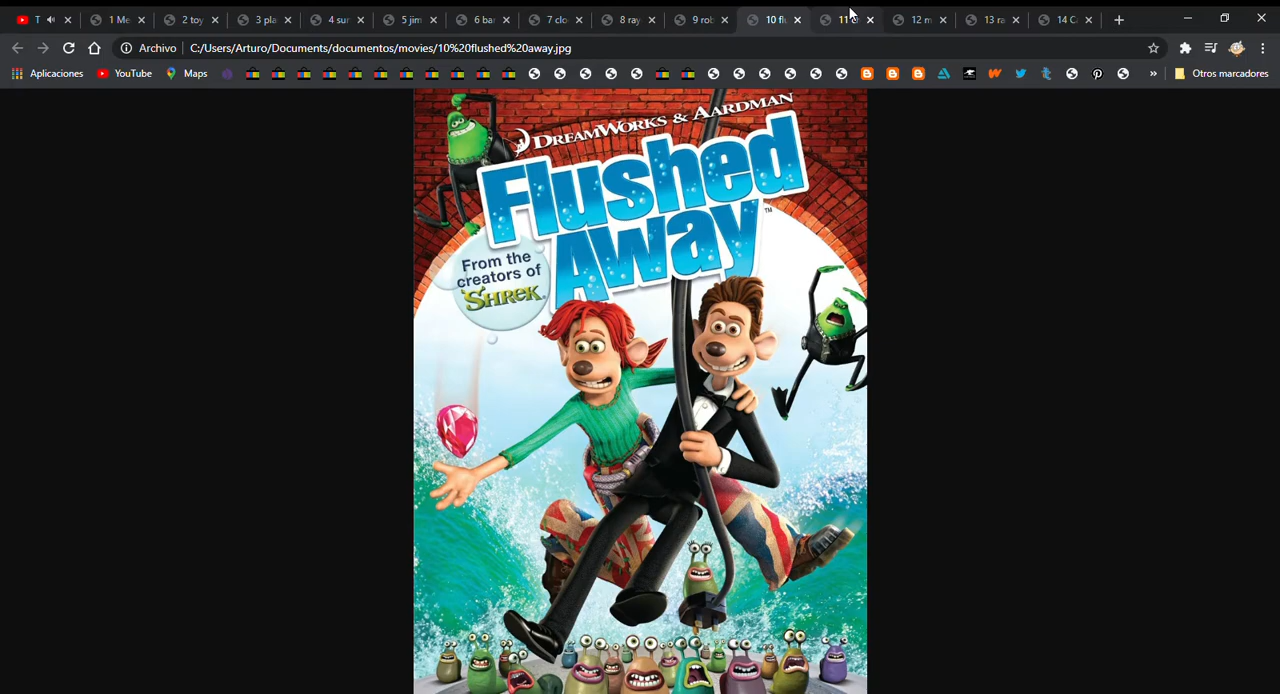 T
1 Me
2 toy
3 pla
4 sur
5 jim
6 bar
7 clo
8 ray
9 rob
10 flu
11
12 m
13 ra
14 C
Archivo
C:/Users/Arturo/Documents/documentos/movies/10%20flushed%20away.jpg
Aplicaciones
YouTube
Maps
»
Otros marcadores
DREAMWORKS & AARDMAN
Flushed
Away™
From the
creators of
SHREK